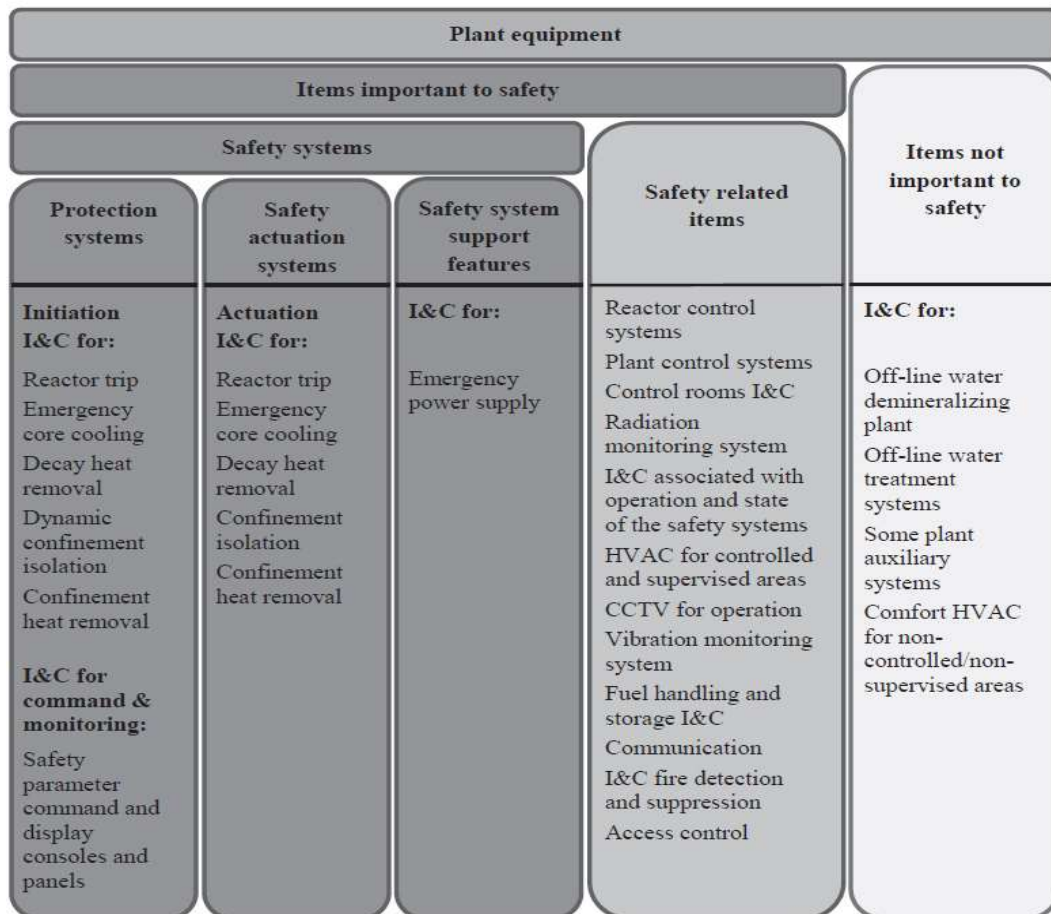 Plant equipment
Items important to safety
Safety systems
Protection
systems
Initiation
I&C for:
Reactor trip
Emergency
core cooling
Decay heat
removal
Dynamic
confinement
isolation
Confinement
heat removal
I&C for
command &
monitoring:
Safety
parameter
command and
display
consoles and
panels
Safety
actuation
systems
Actuation
I&C for:
Reactor trip
Emergency
core cooling
Decay heat
removal
Confinement
isolation
Confinement
heat removal
Safety system
support
features
I&C for:
Emergency
power supply
Safety related
items
Reactor control
systems
Plant control systems
Control rooms I&C
Radiation
monitoring system
I&C associated with
operation and state
of the safety systems
HVAC for controlled
and supervised areas
CCTV for operation
Vibration monitoring
system
Fuel handling and
storage I&C
Communication
I&C fire detection
and suppression
Access control
Items not
important to
safety
I&C for:
Off-line water
demineralizing
plant
Off-line water
treatment
systems
Some plant
auxiliary
systems
Comfort HVAC
for non-
controlled/non-
supervised areas